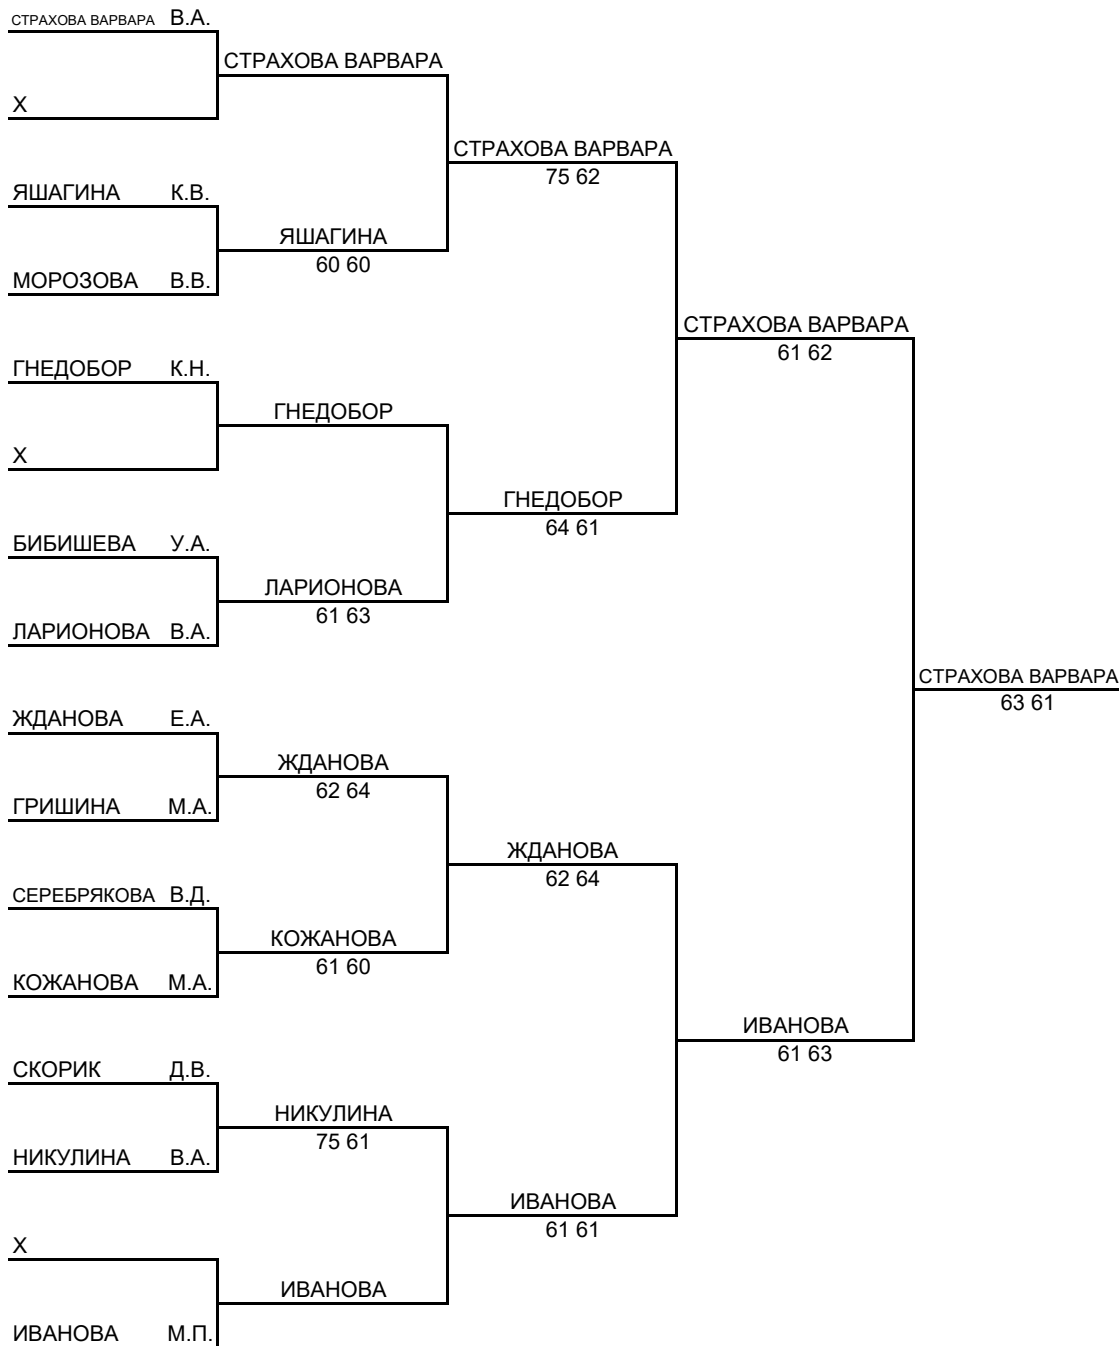 СТРАХОВА ВАРВАРА В.А.
СТРАХОВА ВАРВАРА
X
СТРАХОВА ВАРВАРА
75 62
ЯШАГИНА К.В.
ЯШАГИНА
60 60
МОРОЗОВА В.В.
СТРАХОВА ВАРВАРА
61 62
ГНЕДОБОР К.Н.
ГНЕДОБОР
X
ГНЕДОБОР
64 61
БИБИШЕВА У.А.
ЛАРИОНОВА
61 63
ЛАРИОНОВА В.А.
СТРАХОВА ВАРВАРА
63 61
ЖДАНОВА Е.А.
ЖДАНОВА
62 64
ГРИШИНА М.А.
ЖДАНОВА
62 64
СЕРЕБРЯКОВА В.Д.
КОЖАНОВА
61 60
КОЖАНОВА М.А.
ИВАНОВА
61 63
СКОРИК Д.В.
НИКУЛИНА
75 61
НИКУЛИНА В.А.
ИВАНОВА
61 61
X
ИВАНОВА
ИВАНОВА М.П.